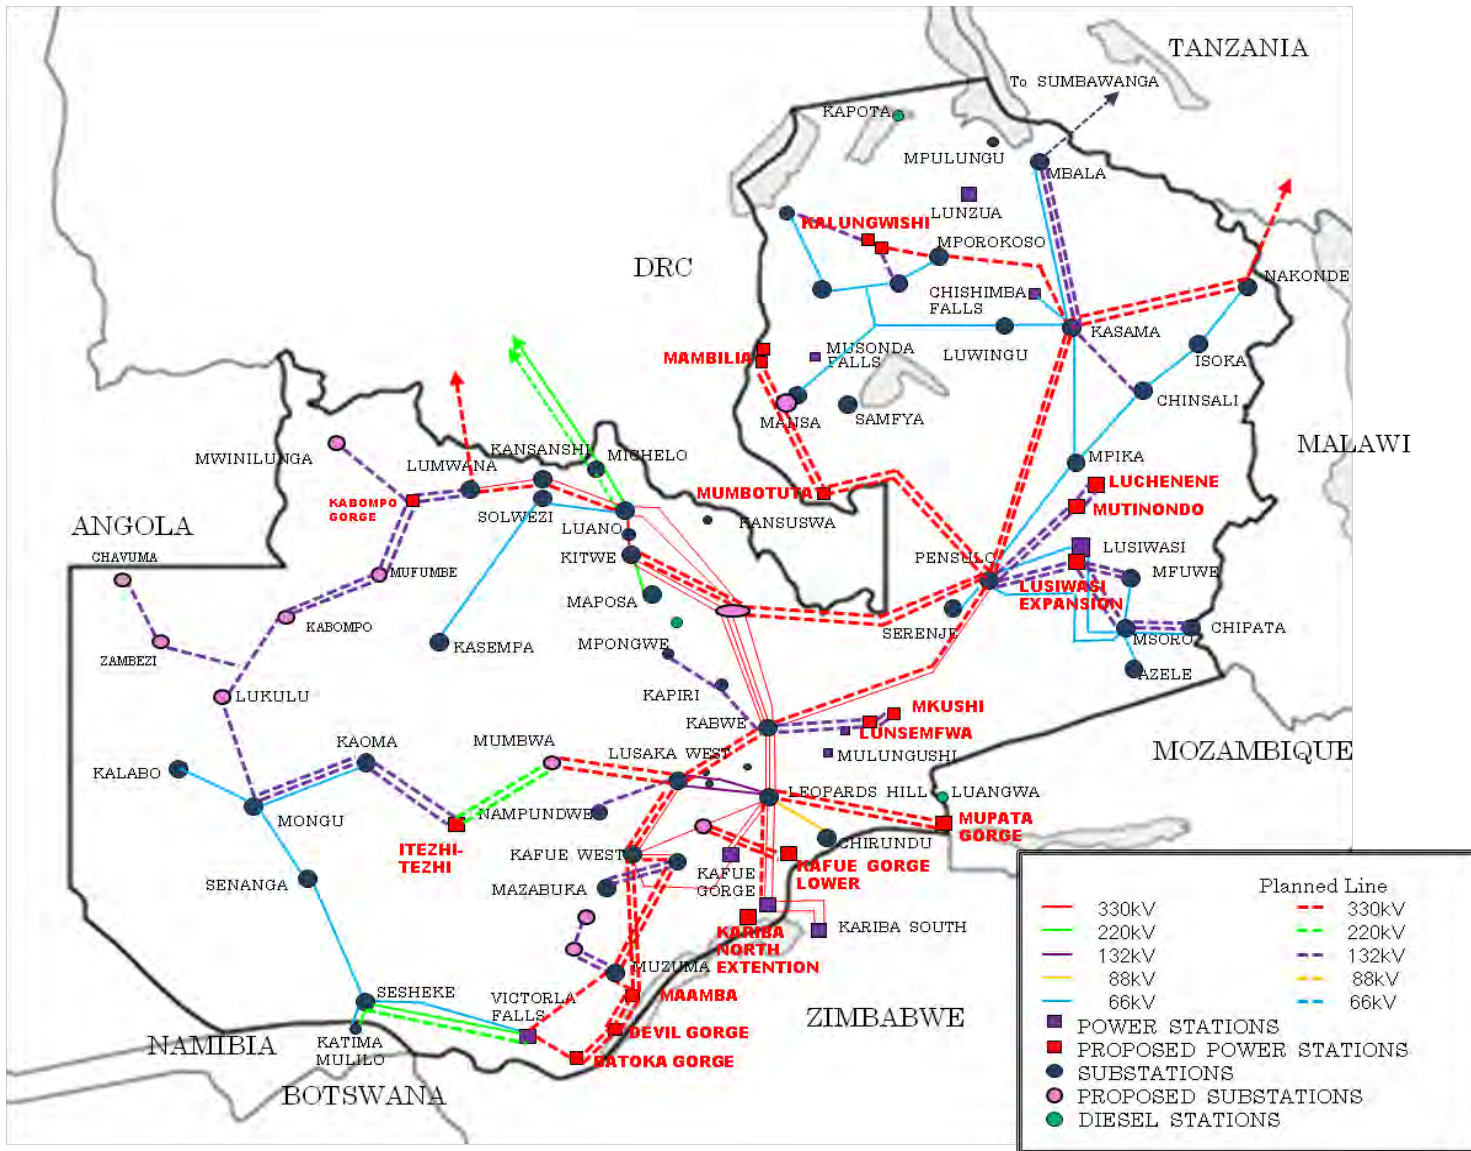 TANZANIA
To SUMBAWANGA
KAPOTA
MPULUNGU
MBALA
LUNZUA
KALUNGWISHI
MPOROKOSO
DRC
NAKONDE
CHISHIMBA
FALLS
KASAMA
MUSONDA
FALLS
LUWINGU
ISOKA
MAMBILIA
CHINSALI
MANSA
SAMFYA
MALAWI
KANSANSHI
MICHELO
MWINILUNGA
LUMWANA
MPIKA
LUCHENENE
MUMBOTUTA
MUTINONDO
KABOMPO
GORGE
SOLWEZI
LUANO
KANSUSWA
ANGOLA
KITWE
PENSULO
LUSIWASI
CHAVUMA
MUFUMBE
MFUWE
LUSIWASI
EXPANSION
MAPOSA
KABOMPO
SERENJE
CHIPATA
MSORO
KASEMPA
MPONGWE
ZAMBEZI
AZELE
LUKULU
KAPIRI
MKUSHI
KABWE
LUNSEMFWA
KAOMA
MUMBWA
LUSAKA WEST
MULUNGUSHI
MOZAMBIQUE
KALABO
LEOPARDS HILL
LUANGWA
MONGU
NAMPUNDWE
MUPATA
GORGE
ITEZHI-
TEZHI
KAFUE WEST
CHIRUNDU
KAFUE
GORGE
KAFUE GORGE
LOWER
SENANGA
MAZABUKA
KARIBA
NORTH
EXTENTION
KARIBA SOUTH
MUZUMA
SESHEKE
VICTORIA
FALLS
MAAMBA
ZIMBABWE
DEVIL GORGE
NAMIBIA
KATIMA
MULILO
BATOKA GORGE
BOTSWANA
Planned Line
330kV 330kV
220kV 220kV
132kV 132kV
88kV 88kV
66kV 66kV
POWER STATIONS
PROPOSED POWER STATIONS
SUBSTATIONS
PROPOSED SUBSTATIONS
DIESEL STATIONS